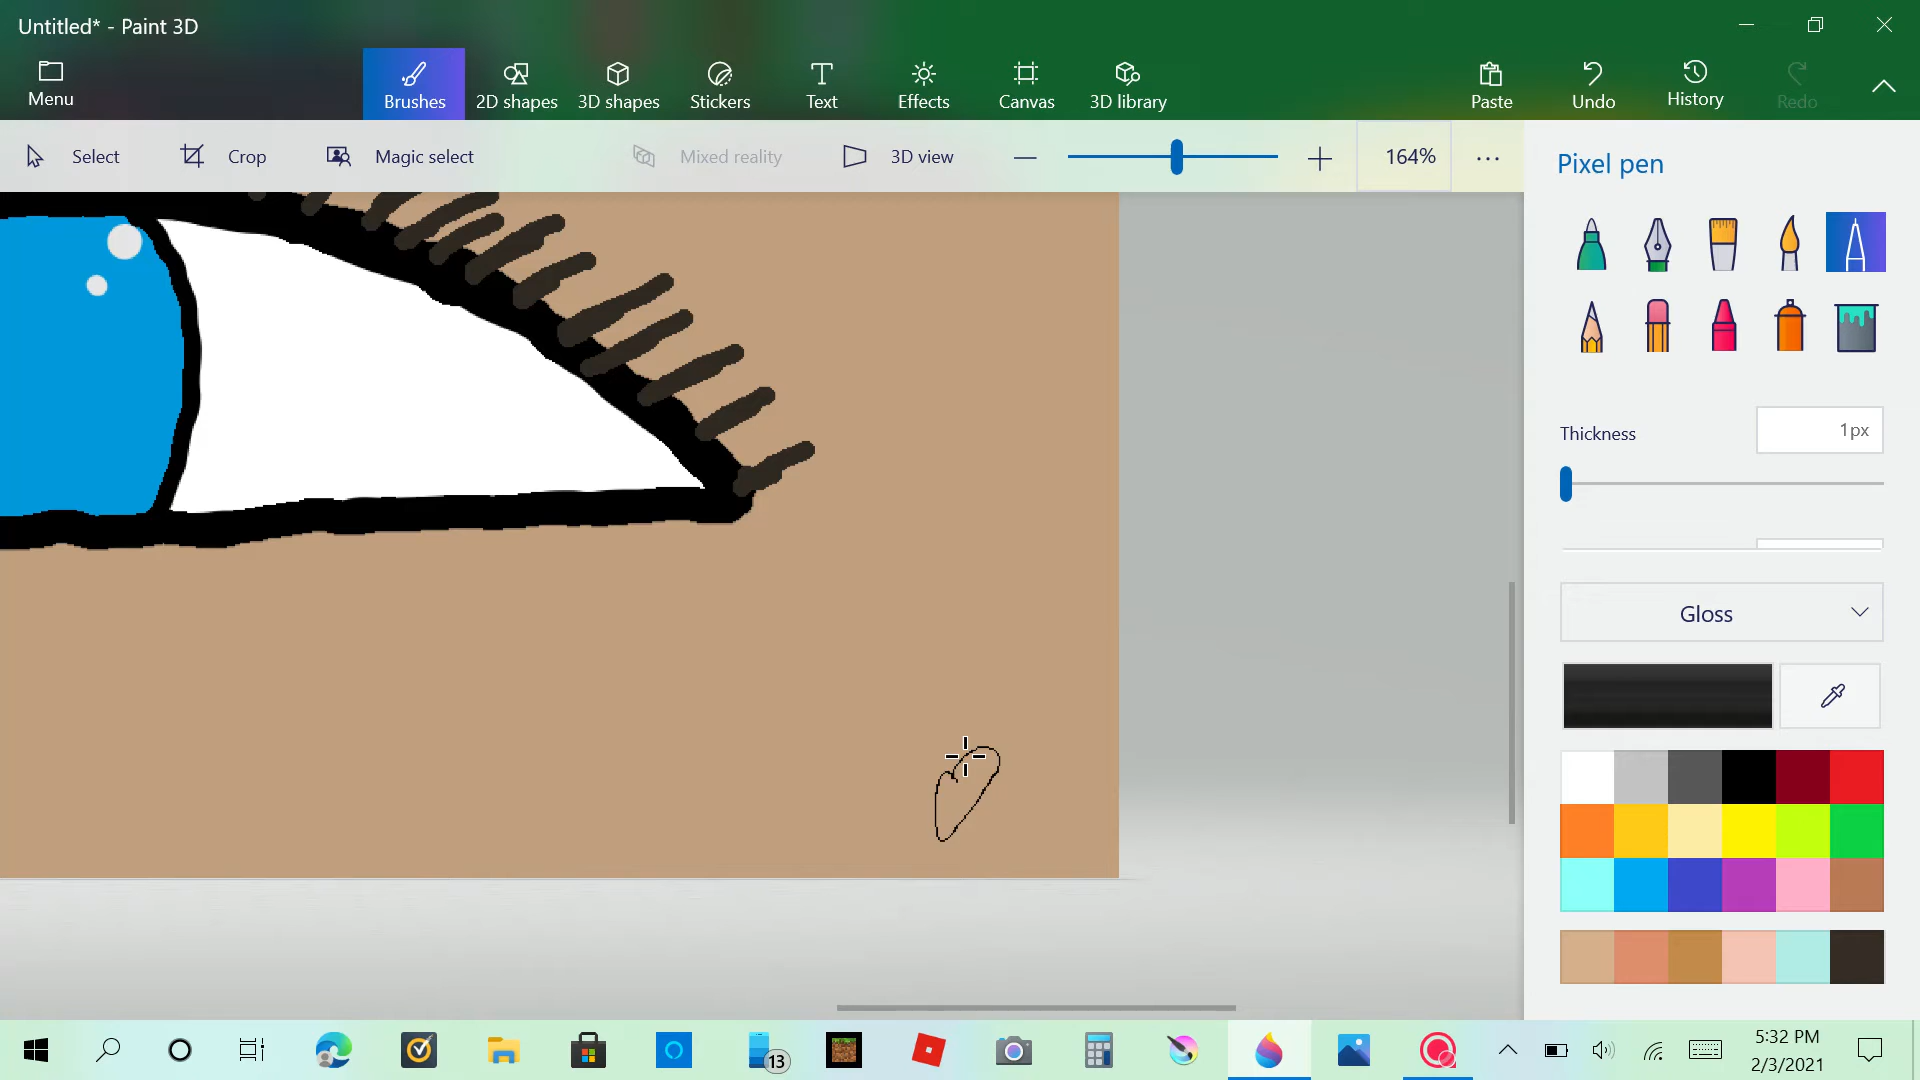 Untitled* - Paint 3D
Menu
Brushes
2D shapes
3D shapes
Stickers
Text
Effects
Canvas
3D library
Paste
Undo
History
Redo
Select
Crop
Magic select
Mixed reality
3D view
164%
Pixel pen
Thickness
1px
Gloss
13
5:32 PM
2/3/2021